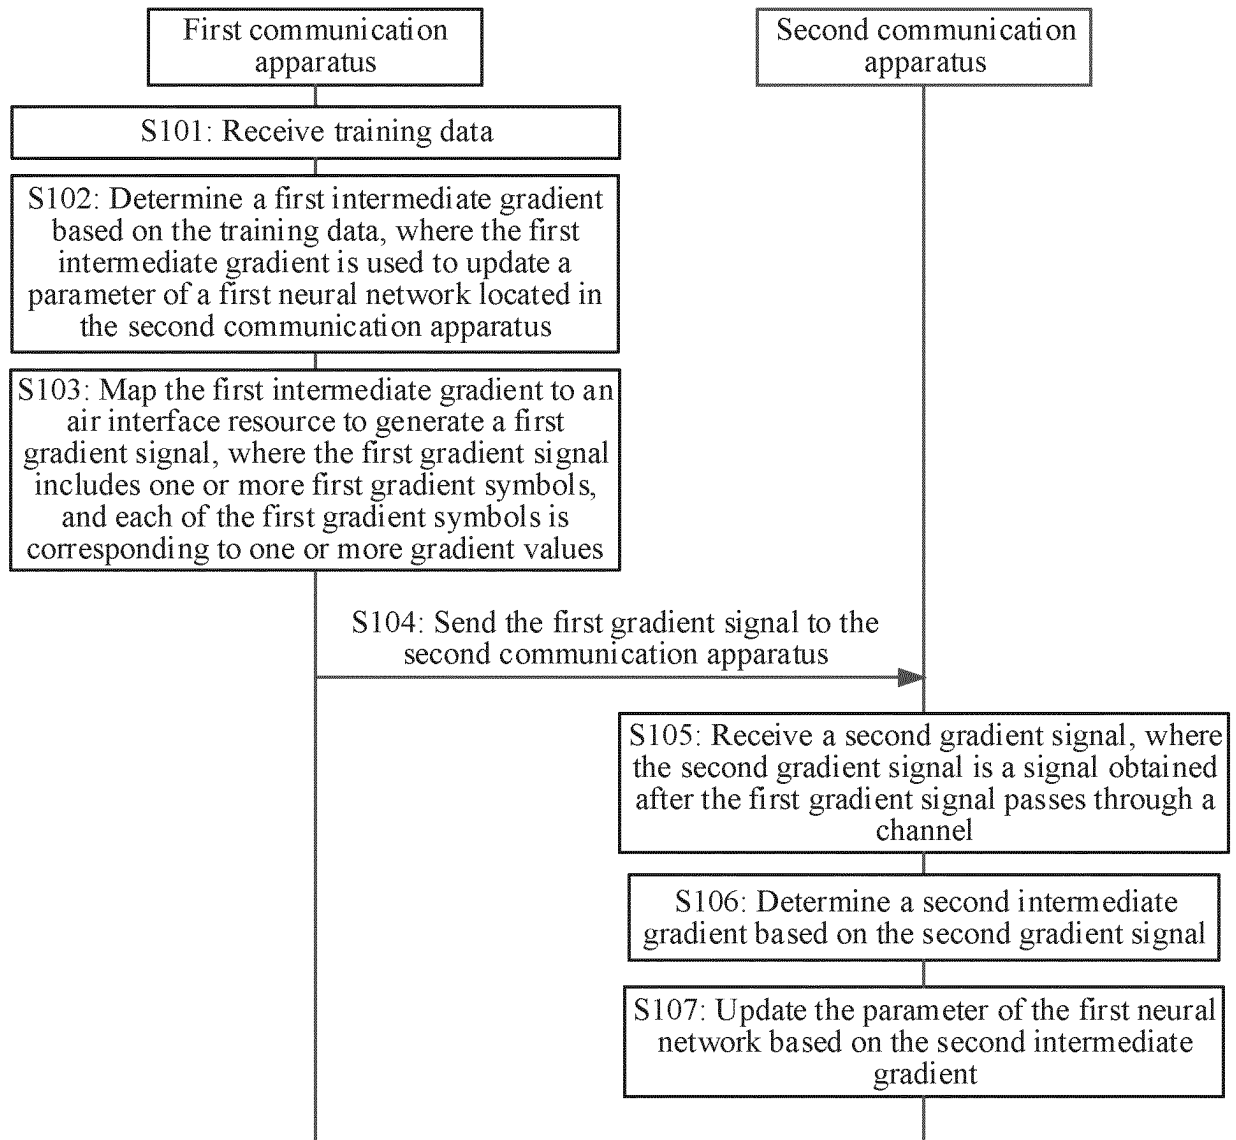 First communication
apparatus
Second communication
apparatus
S101: Receive training data
S102: Determine a first intermediate gradient
based on the training data, where the first
intermediate gradient is used to update a
parameter of a first neural network located in
the second communication apparatus
S103: Map the first intermediate gradient to an
air interface resource to generate a first
gradient signal, where the first gradient signal
includes one or more first gradient symbols,
and each of the first gradient symbols is
corresponding to one or more gradient values
S104: Send the first gradient signal to the
second communication apparatus
S105: Receive a second gradient signal, where
the second gradient signal is a signal obtained
after the first gradient signal passes through a
channel
S106: Determine a second intermediate
gradient based on the second gradient signal
S107: Update the parameter of the first neural
network based on the second intermediate
gradient